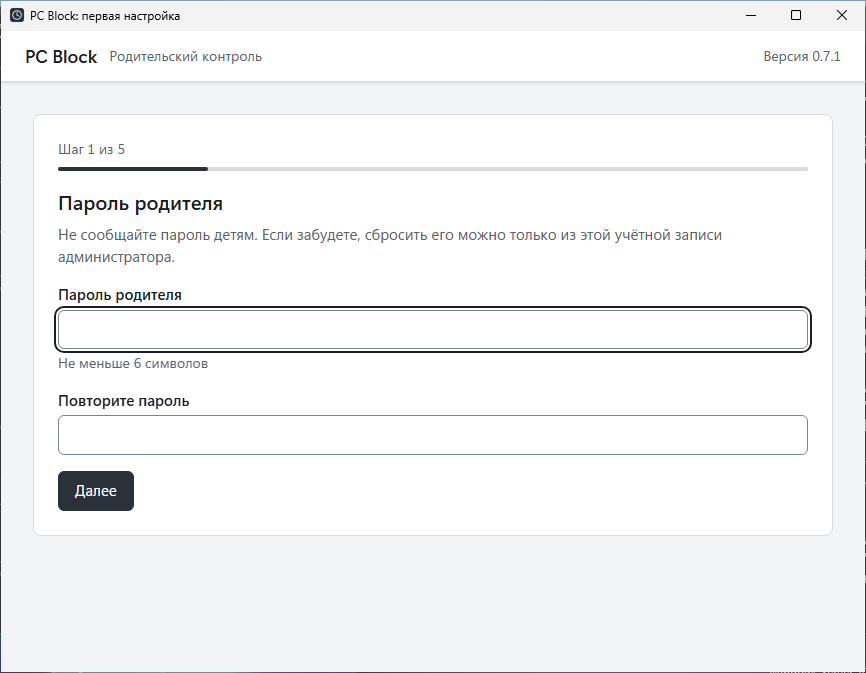 PC Block: первая настройка
PC Block Родительский контроль Версия 0.7.1
Шаг 1 из 5
Пароль родителя
Не сообщайте пароль детям. Если забудете, сбросить его можно только из этой учётной записи
администратора.
Пароль родителя
Не меньше 6 символов
Повторите пароль
Далее